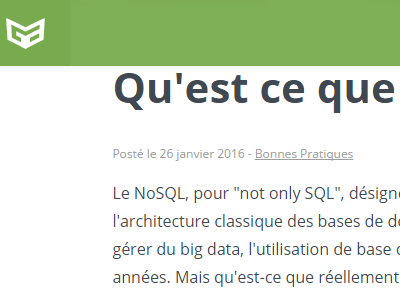 Qu'est ce que
Posté le 26 janvier 2016 - Bonnes Pratiques
Le NoSQL, pour "not only SQL", désigne
l'architecture classique des bases de
gérer du big data, l'utilisation de base
années. Mais qu'est-ce que réellement